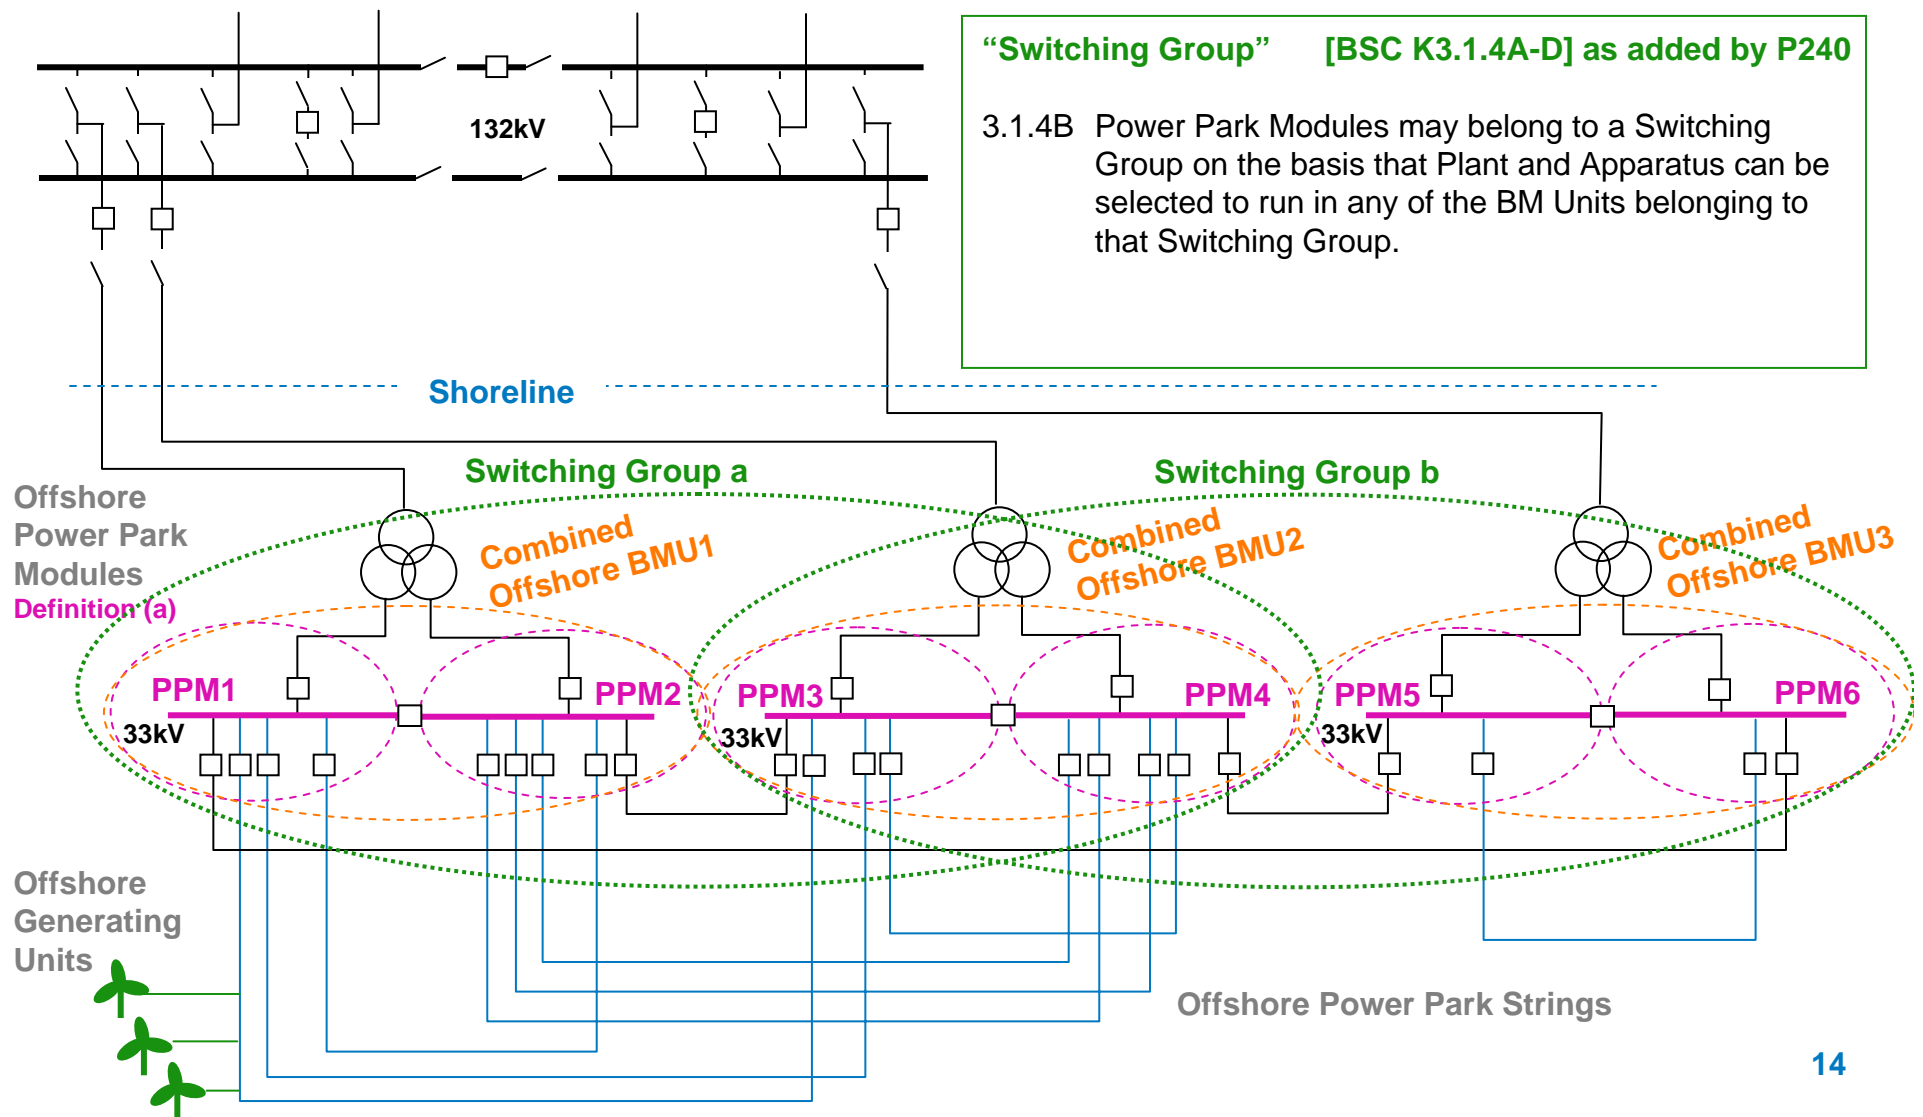 “Switching Group” [BSC K3.1.4A-D] as added by P240
3.1.4B Power Park Modules may belong to a Switching
Group on the basis that Plant and Apparatus can be
selected to run in any of the BM Units belonging to
that Switching Group.
132kV
Shoreline
Switching Group a
Switching Group b
Offshore
Power Park
Modules
Definition (a)
Combined
Offshore BMU1
Combined
Offshore BMU2
Combined
Offshore BMU3
PPM1
PPM2
PPM3
PPM4
PPM5
PPM6
33kV
33kV
33kV
Offshore
Generating
Units
Offshore Power Park Strings
14